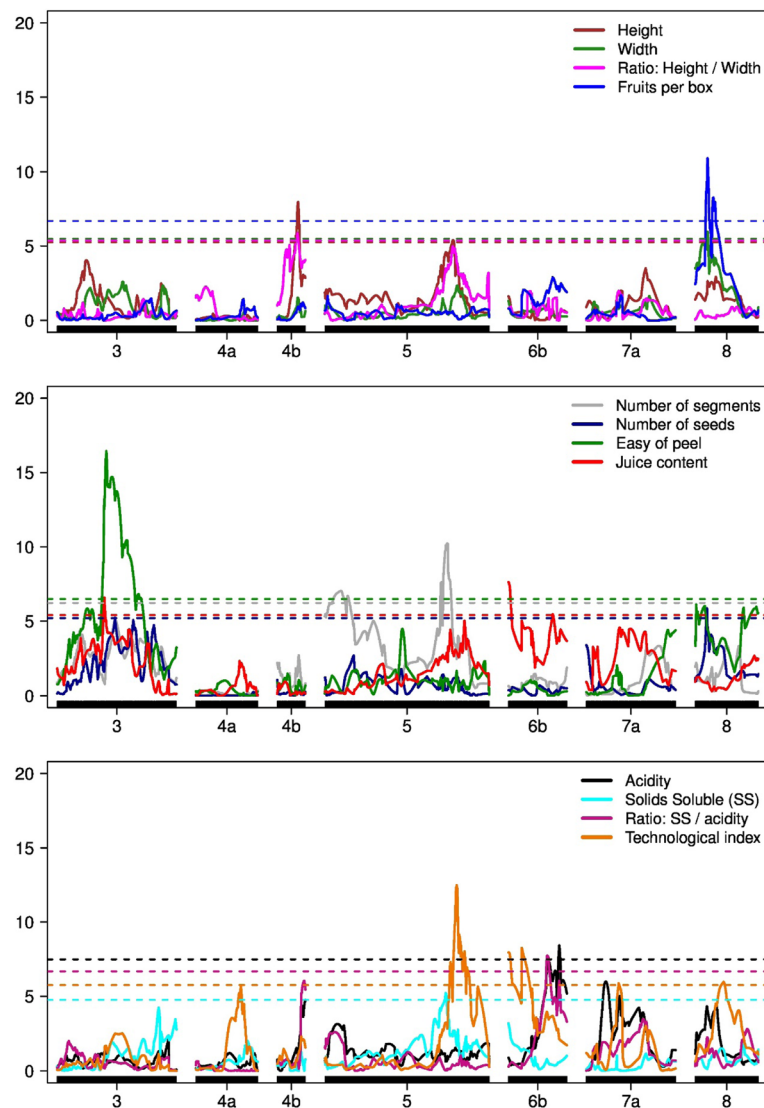 20
Height
Width
Ratio: Height / Width
Fruits per box
15
10
5
0
3 4a 4b 5 6b 7a 8
20
Number of segments
Number of seeds
Easy of peel
Juice content
15
10
5
0
3 4a 4b 5 6b 7a 8
20
Acidity
Solids Soluble (SS)
Ratio: SS / acidity
Technological index
15
10
5
0
3 4a 4b 5 6b 7a 8